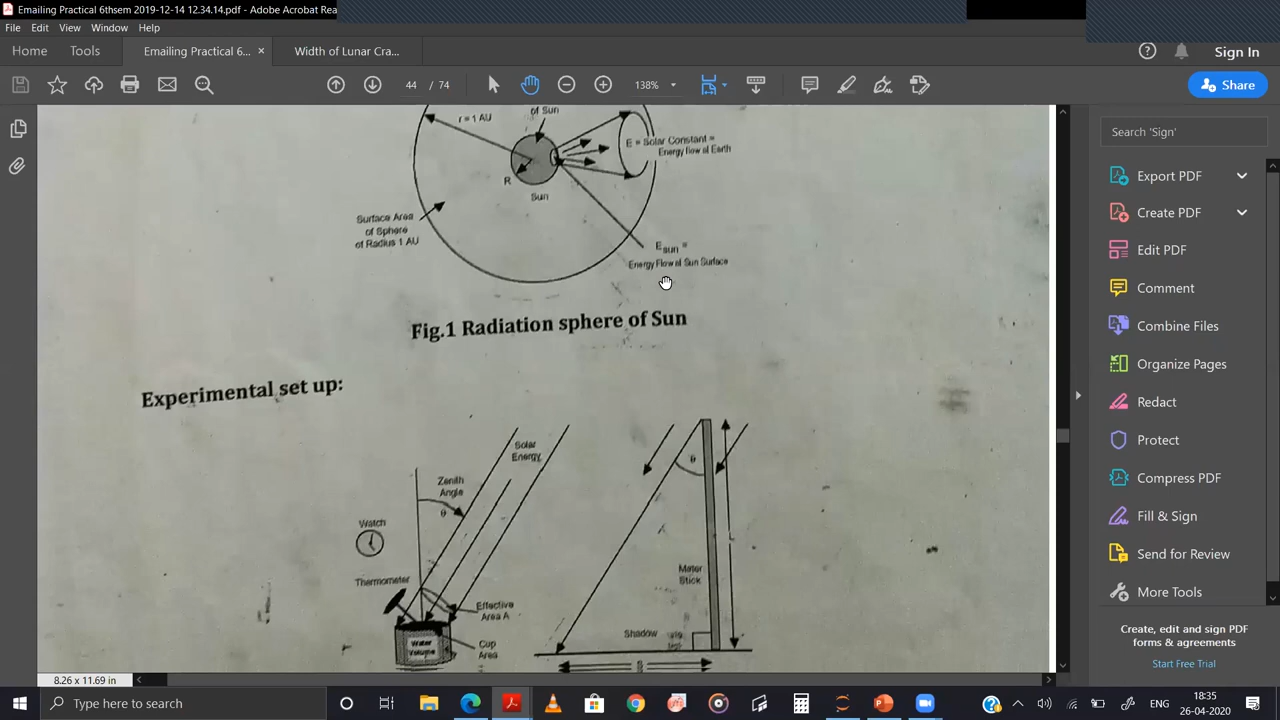 Emailing Practical 6thsem 2019-12-14 12.34.14.pdf - Adobe Acrobat Rea
File Edit View Window Help
Home Tools Emailing Practical 6... × Width of Lunar Cra... Sign In
44 / 74 138% Share
of Sun
r = 1 AU
E = Solar Constant =
Energy flow at Earth
R
Sun
Surface Area
of Sphere
of Radius 1 AU
E sun =
Energy Flow at Sun Surface
Fig.1 Radiation sphere of Sun
Experimental set up:
Solar
Energy
Zenith
Angle
θ
θ
Watch
Thermometer
Meter
Stick
Effective
Area A
Shadow
Water
Volume
Cup
Area
8.26 x 11.69 in
Search 'Sign'
Export PDF
Create PDF
Edit PDF
Comment
Combine Files
Organize Pages
Redact
Protect
Compress PDF
Fill & Sign
Send for Review
More Tools
Create, edit and sign PDF
forms & agreements
Start Free Trial
Type here to search
ENG
18:35
26-04-2020